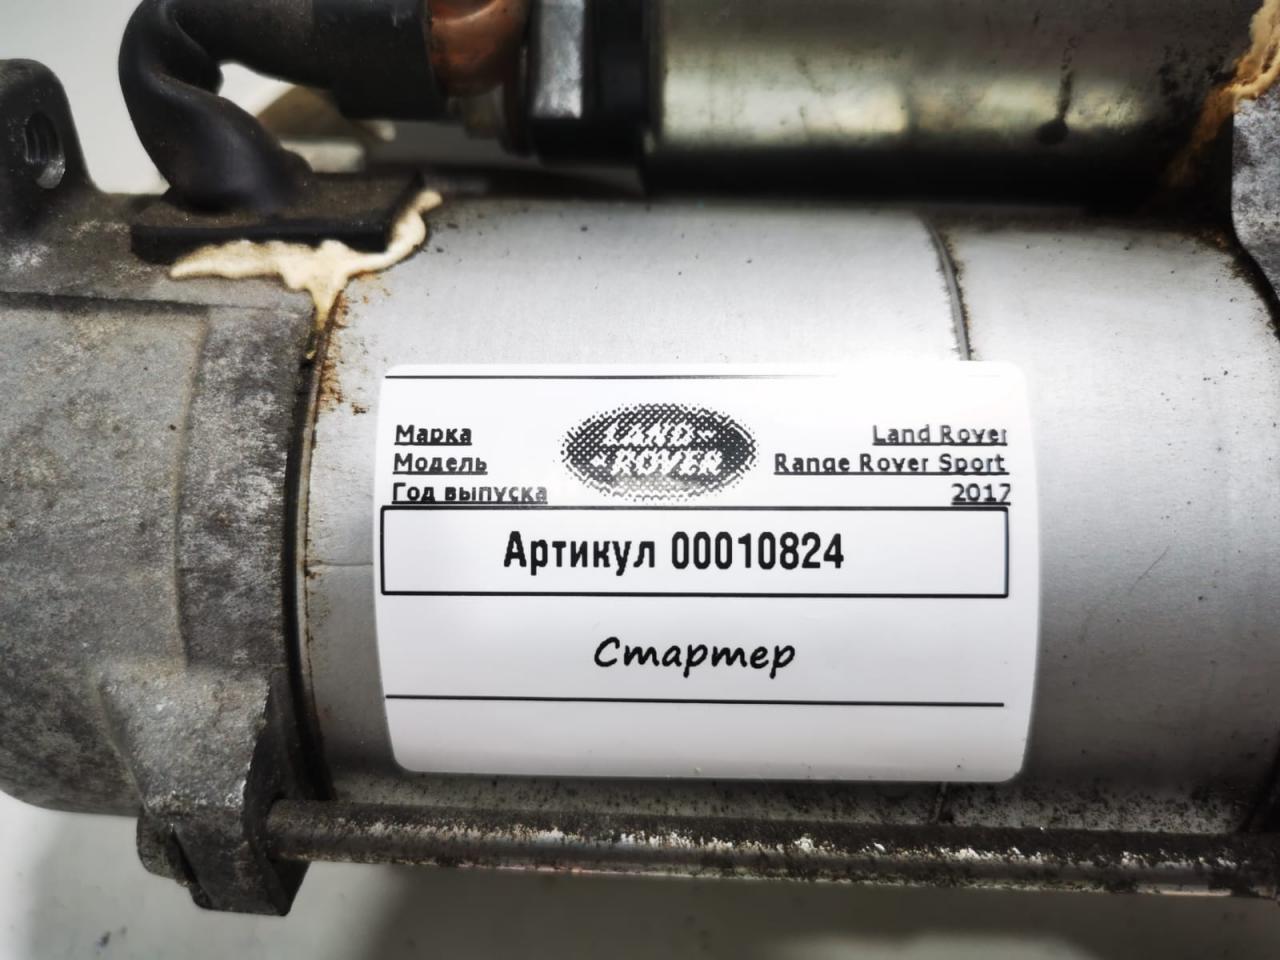 Марка Land Rover
Модель Range Rover Sport
Год выпуска 2017
LAND-
-ROVER
Артикул 00010824
Стартер